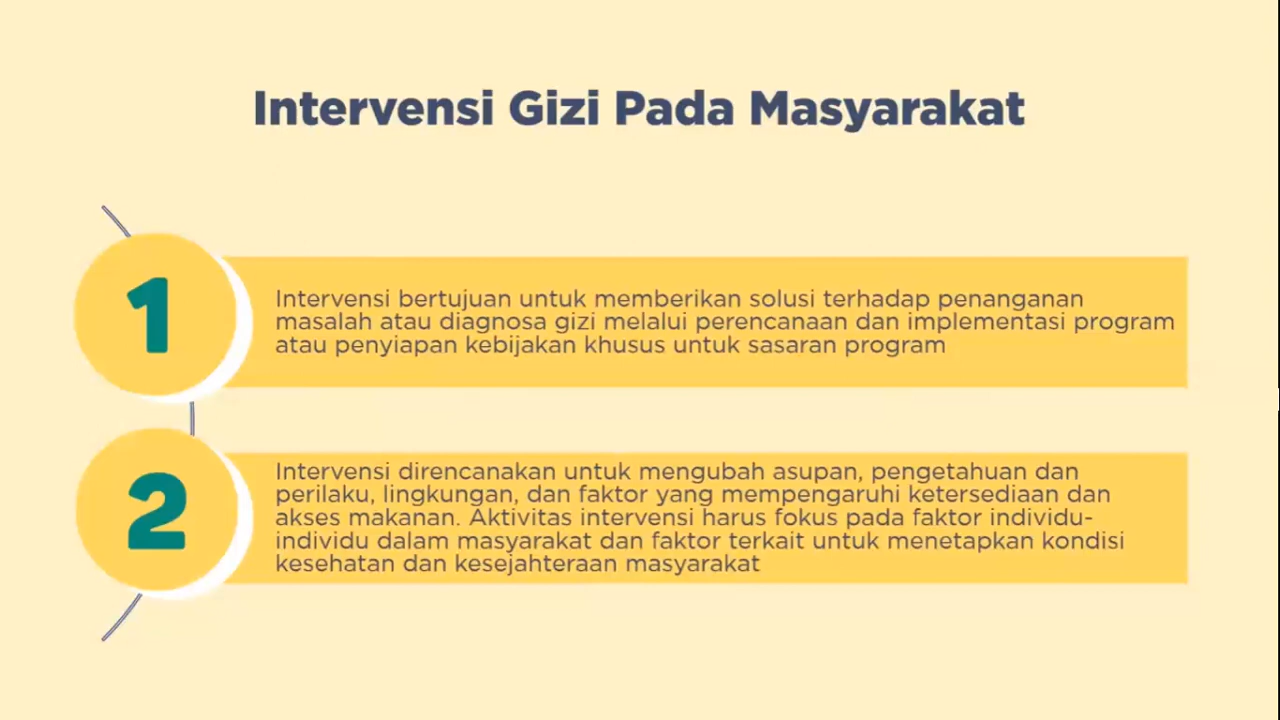 Intervensi Gizi Pada Masyarakat
1
Intervensi bertujuan untuk memberikan solusi terhadap penanganan
masalah atau diagnosa gizi melalui perencanaan dan implementasi program
atau penyiapan kebijakan khusus untuk sasaran program
2
Intervensi direncanakan untuk mengubah asupan, pengetahuan dan
perilaku, lingkungan, dan faktor yang mempengaruhi ketersediaan dan
akses makanan. Aktivitas intervensi harus fokus pada faktor individu-
individu dalam masyarakat dan faktor terkait untuk menetapkan kondisi
kesehatan dan kesejahteraan masyarakat